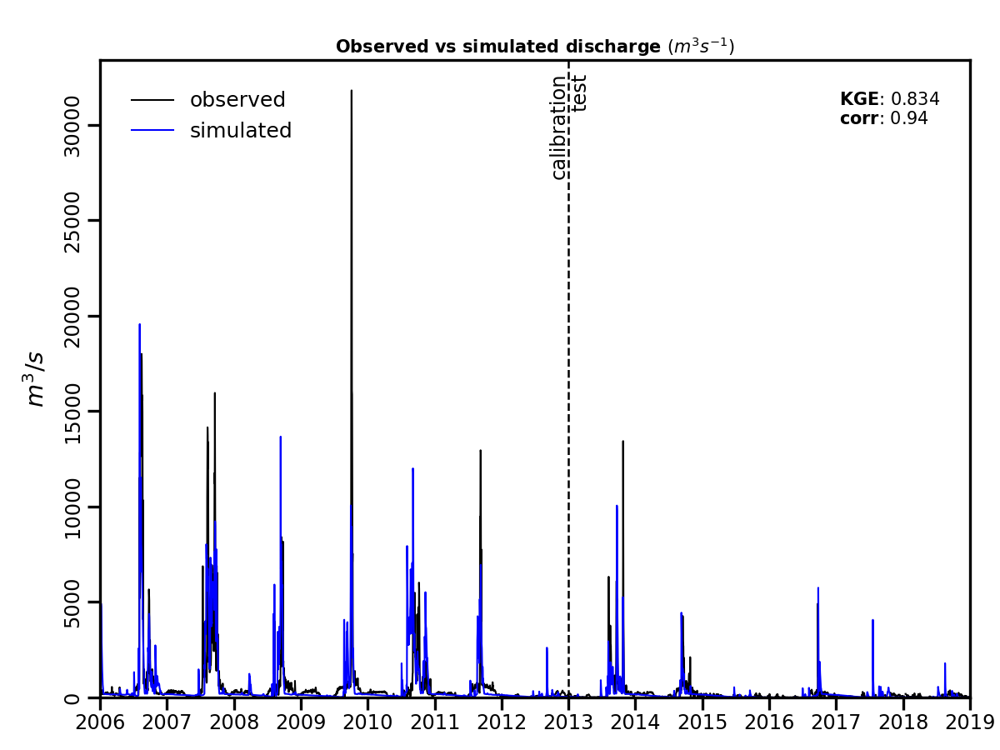 Observed vs simulated discharge (m³s⁻¹)
observed
simulated
calibration
test
KGE: 0.834
corr: 0.94
m³/s
30000
25000
20000
15000
10000
5000
0
2006 2007 2008 2009 2010 2011 2012 2013 2014 2015 2016 2017 2018 2019